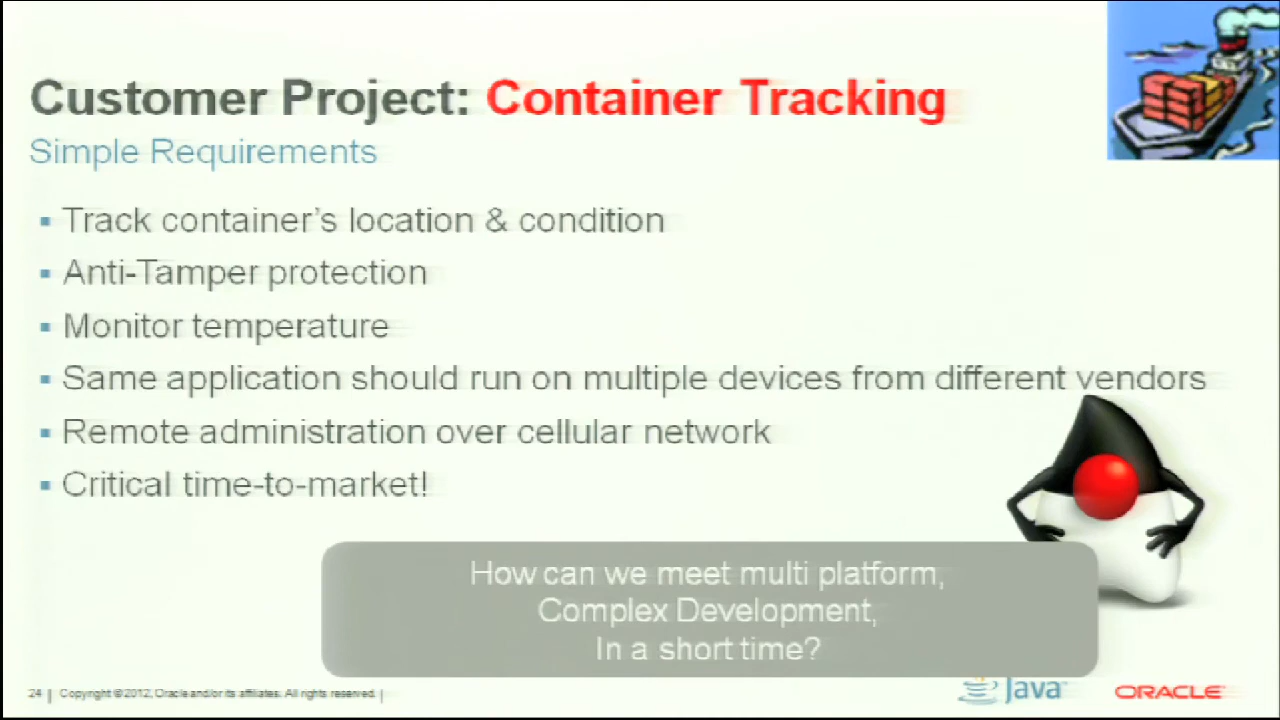 Customer Project: Container Tracking
Simple Requirements
▪ Track container's location & condition
▪ Anti-Tamper protection
▪ Monitor temperature
▪ Same application should run on multiple devices from different vendors
▪ Remote administration over cellular network
▪ Critical time-to-market!
How can we meet multi platform,
Complex Development,
In a short time?
24 | Copyright © 2012, Oracle and/or its affiliates. All rights reserved. |
Java
ORACLE